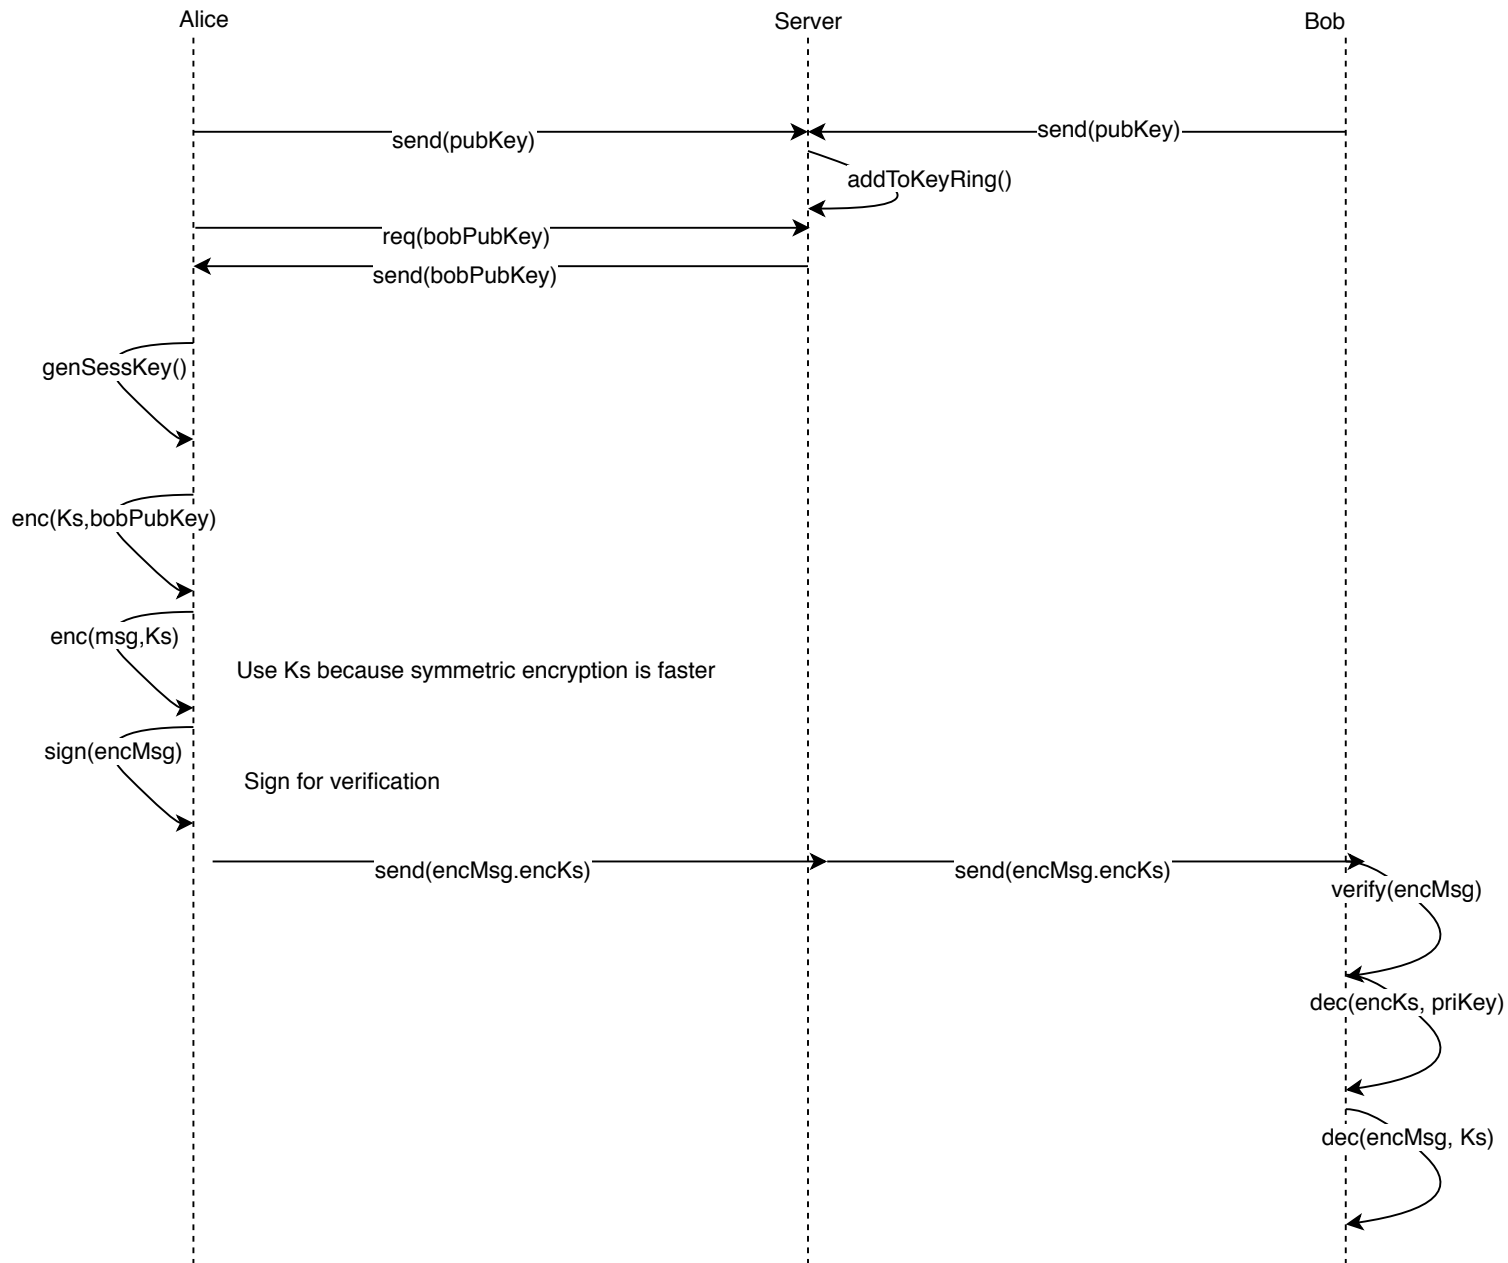 Alice
Server
Bob
send(pubKey)
send(pubKey)
addToKeyRing()
req(bobPubKey)
send(bobPubKey)
genSessKey()
enc(Ks,bobPubKey)
enc(msg,Ks)
Use Ks because symmetric encryption is faster
sign(encMsg)
Sign for verification
send(encMsg.encKs)
send(encMsg.encKs)
verify(encMsg)
dec(encKs, priKey)
dec(encMsg, Ks)